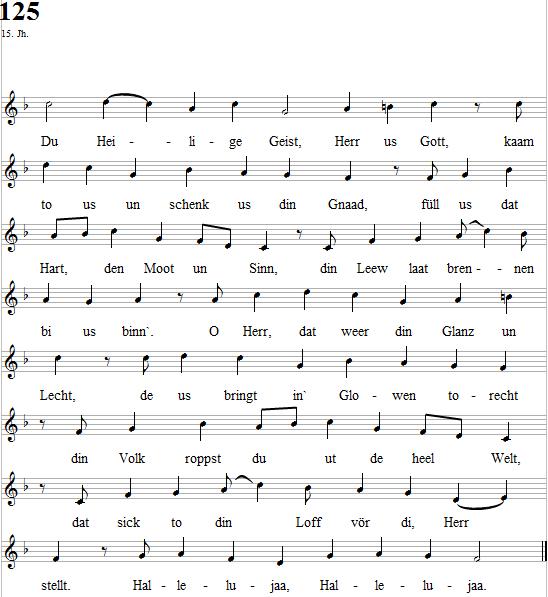 125
15. Jh.
Du Hei - - li - ge Geist, Herr us Gott, kaam
to us un schenk us din Gnaad, füll us dat
Hart, den Moot un Sinn, din Leew laat bren - - nen
bi us binn`. O Herr, dat weer din Glanz un
Lecht, de us bringt in` Glo - wen to - recht
din Volk roppst du ut de heel Welt,
dat sick to din Loff vör di, Herr
stellt. Hal - le - lu - jaa, Hal - le - lu - jaa.